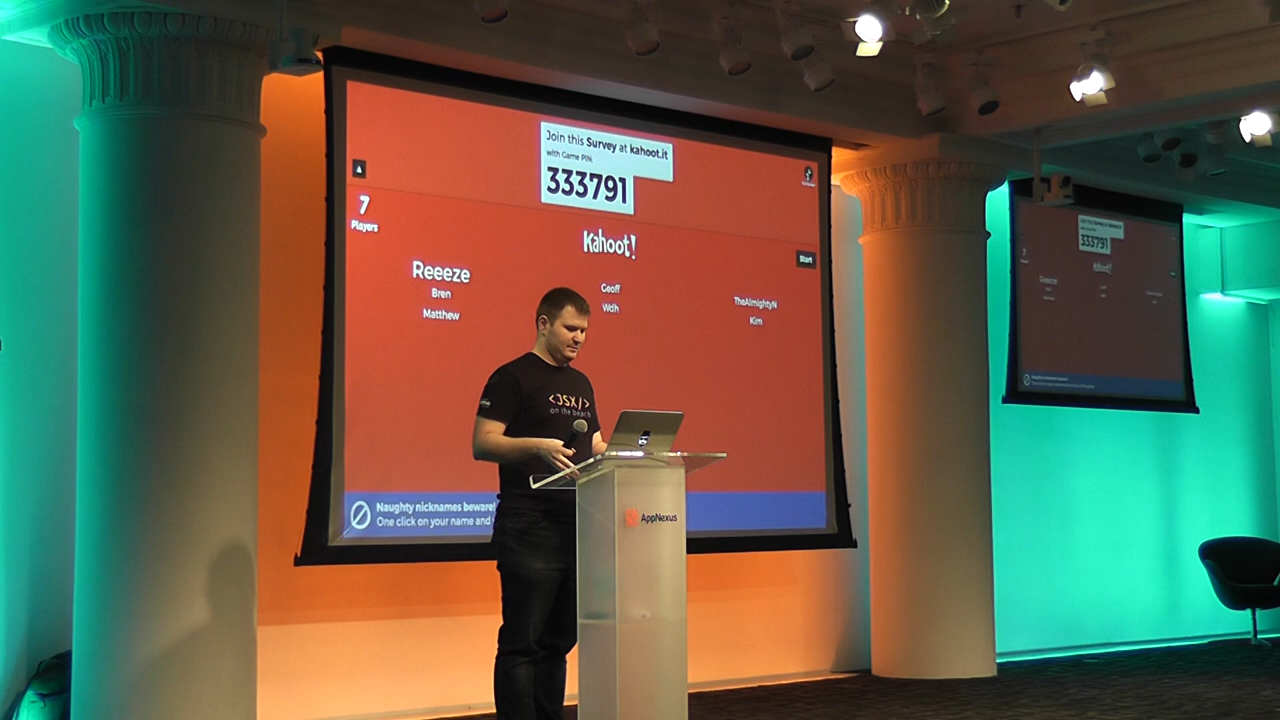 Join this Survey at kahoot.it
with Game PIN:
333791
7
Players
Kahoot!
Start
Reeeze
Bren
Matthew
Geoff
Wdh
TheAlmightyN
Kim
Naughty nicknames beware!
One click on your name and
<JSX/>
on the beach
AppNexus
333791
Kahoot!